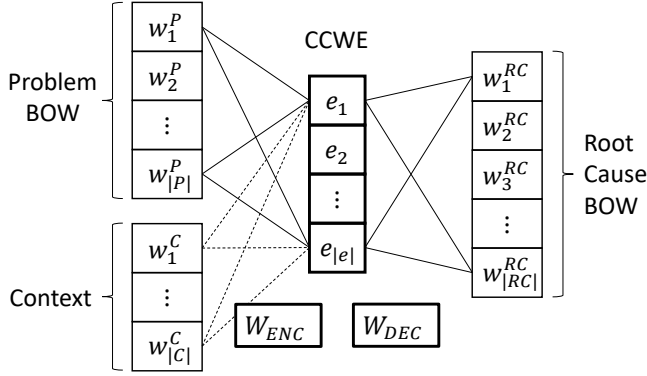 Problem
BOW
w_1^P
w_2^P
⋮
w_{|P|}^P
Context
w_1^C
⋮
w_{|C|}^C
CCWE
e_1
e_2
⋮
e_{|e|}
W_{ENC}
W_{DEC}
w_1^{RC}
w_2^{RC}
w_3^{RC}
⋮
w_{|RC|}^{RC}
Root
Cause
BOW